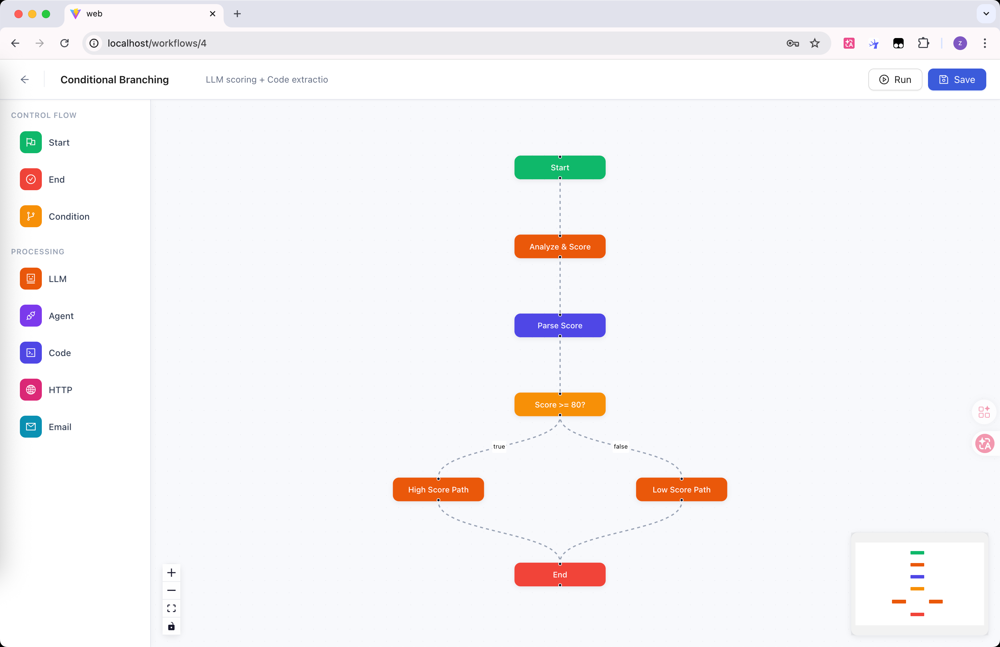 web
localhost/workflows/4
Z
Conditional Branching
LLM scoring + Code extractio
Run
Save
CONTROL FLOW
Start
End
Condition
PROCESSING
LLM
Agent
Code
HTTP
Email
Start
Analyze & Score
Parse Score
Score >= 80?
true
false
High Score Path
Low Score Path
End